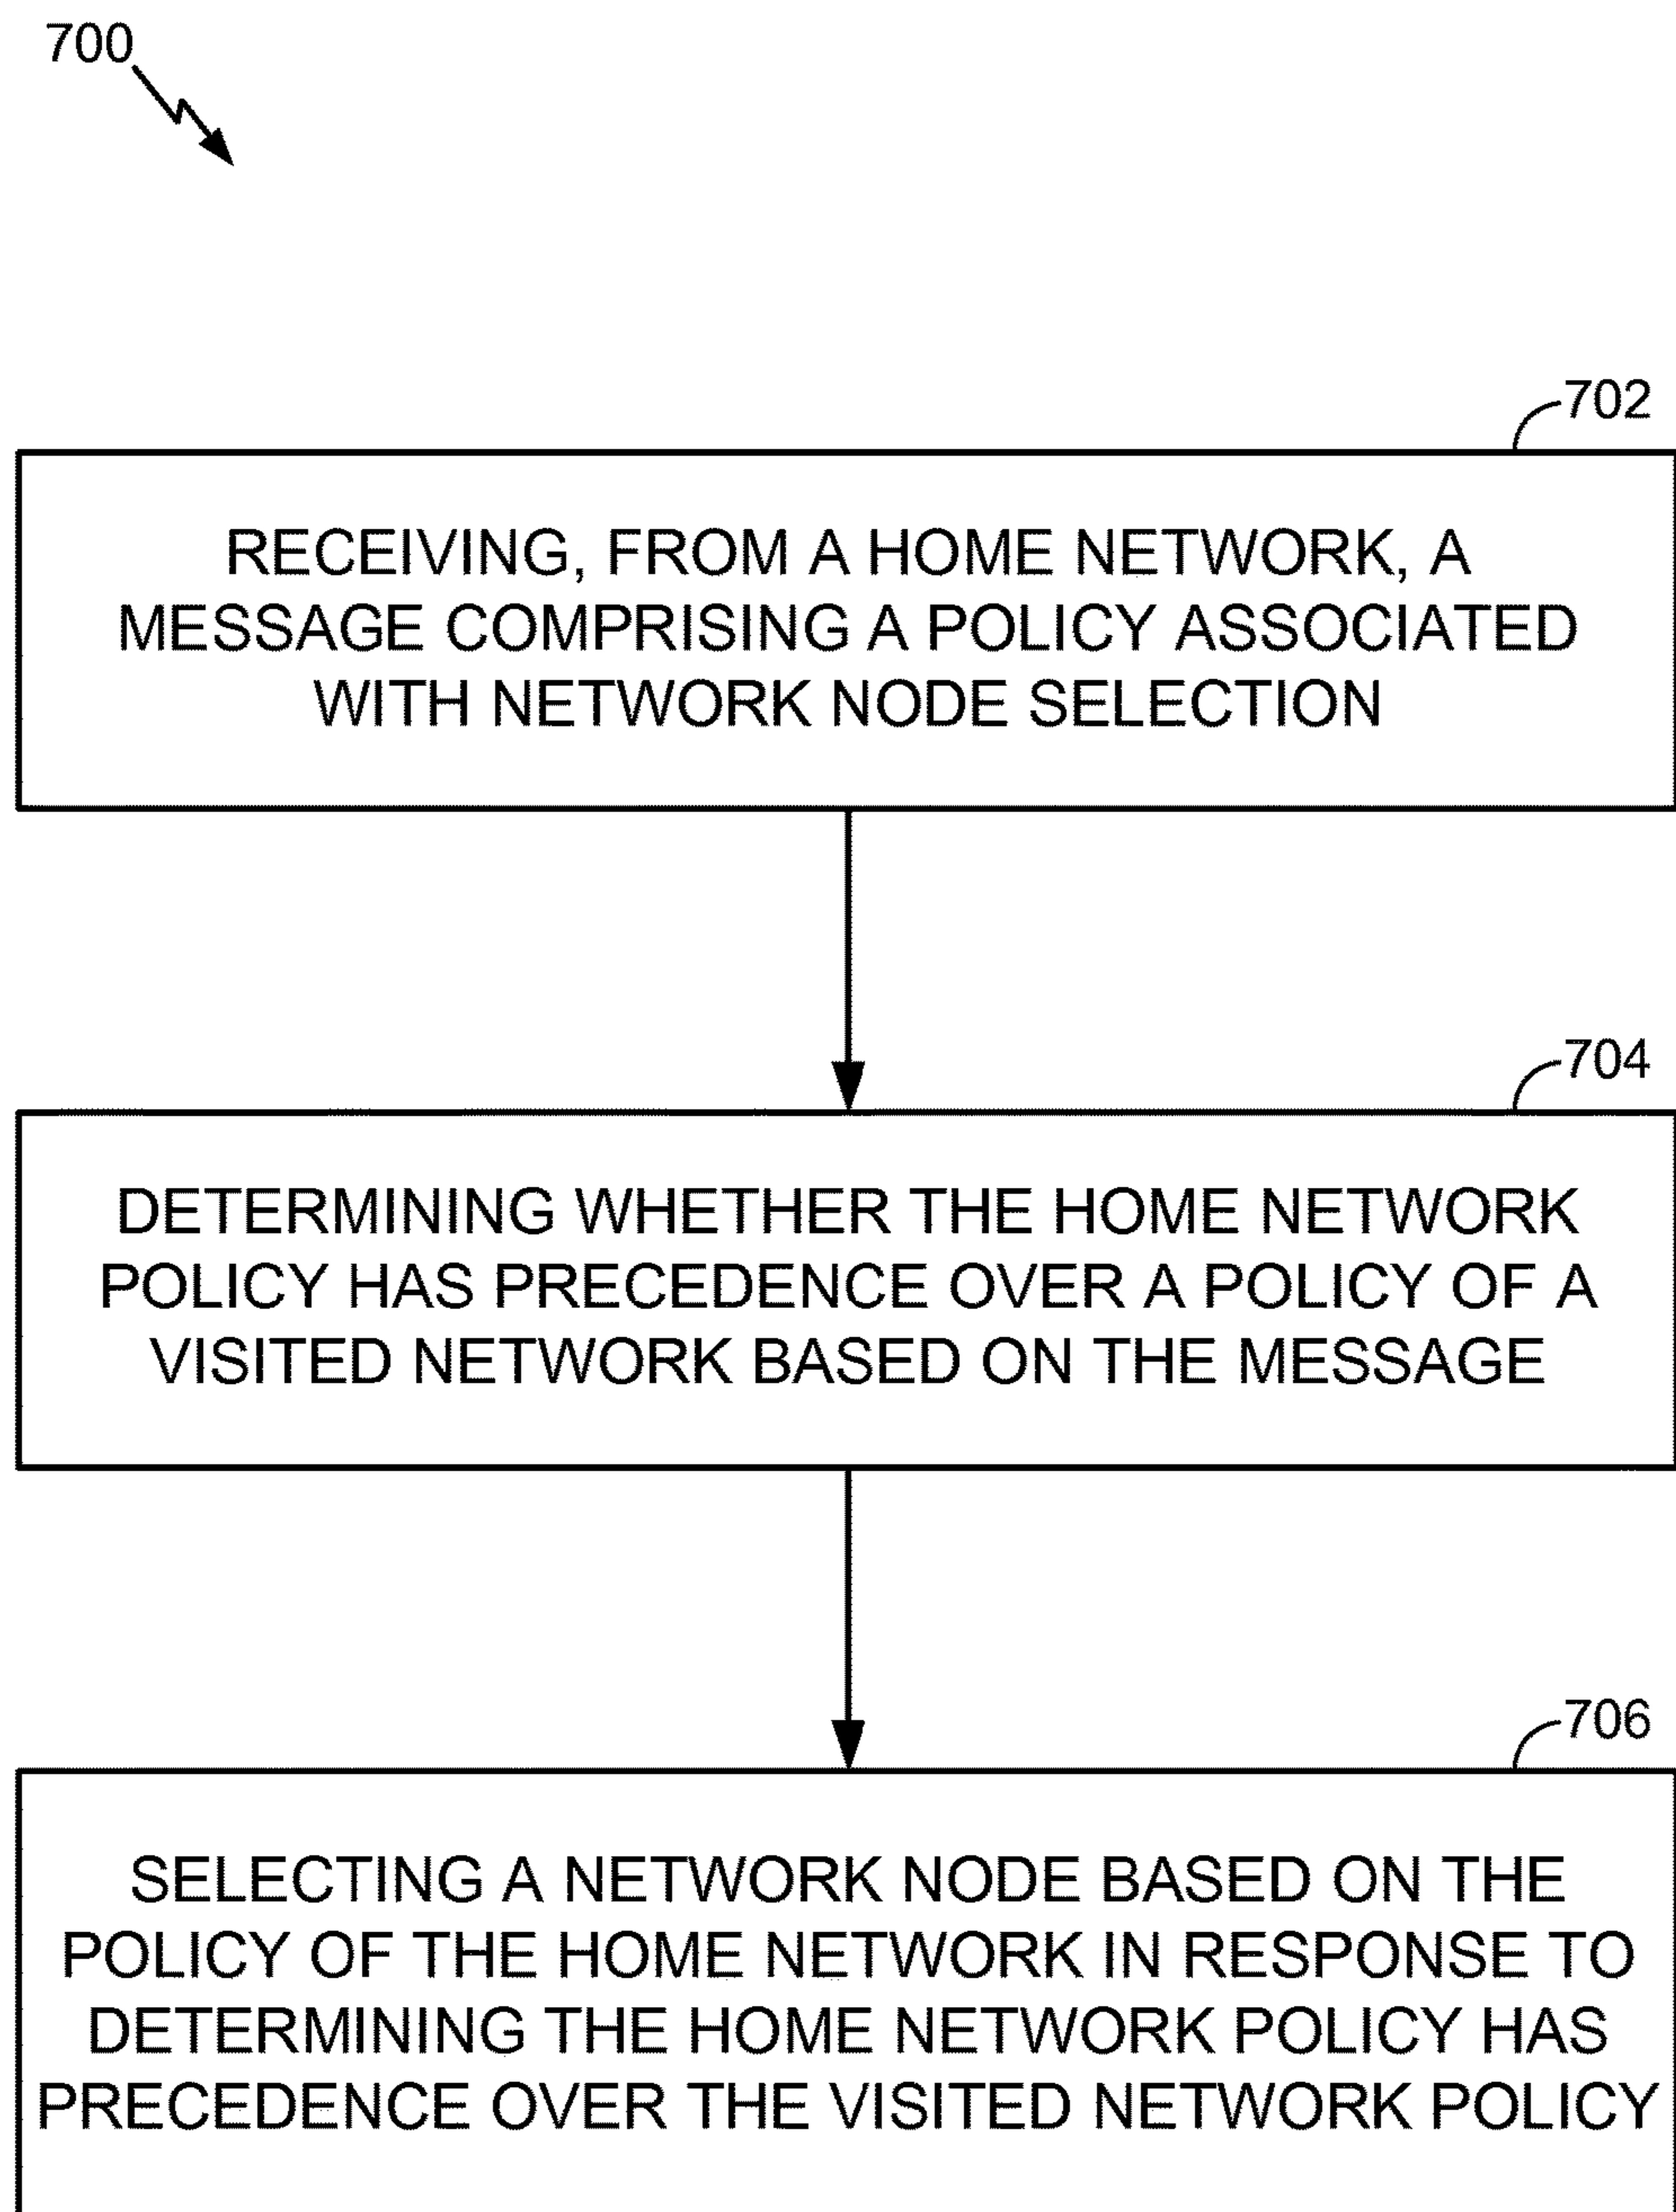 700
702
RECEIVING, FROM A HOME NETWORK, A
MESSAGE COMPRISING A POLICY ASSOCIATED
WITH NETWORK NODE SELECTION
704
DETERMINING WHETHER THE HOME NETWORK
POLICY HAS PRECEDENCE OVER A POLICY OF A
VISITED NETWORK BASED ON THE MESSAGE
706
SELECTING A NETWORK NODE BASED ON THE
POLICY OF THE HOME NETWORK IN RESPONSE TO
DETERMINING THE HOME NETWORK POLICY HAS
PRECEDENCE OVER THE VISITED NETWORK POLICY